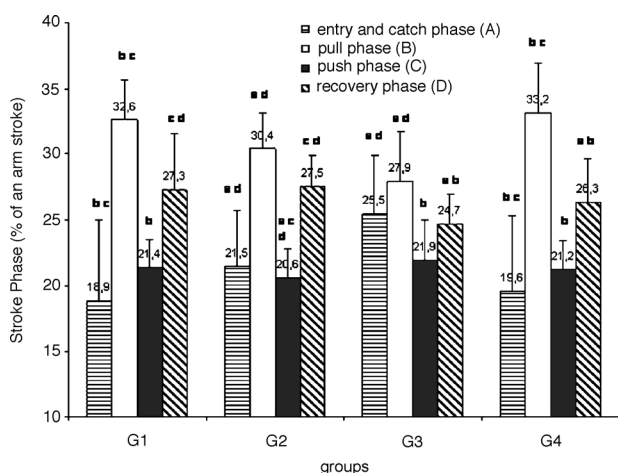 40
35
30
25
20
15
10
Stroke Phase (% of an arm stroke)
entry and catch phase (A)
pull phase (B)
push phase (C)
recovery phase (D)
b c
18,9
b c
32,6
b
21,4
c d
27,3
21,5
30,4
20,6
c d
27,5
25,5
27,9
b
21,9
24,7
b c
19,6
b c
33,2
b
21,2
26,3
G1
G2
G3
G4
groups